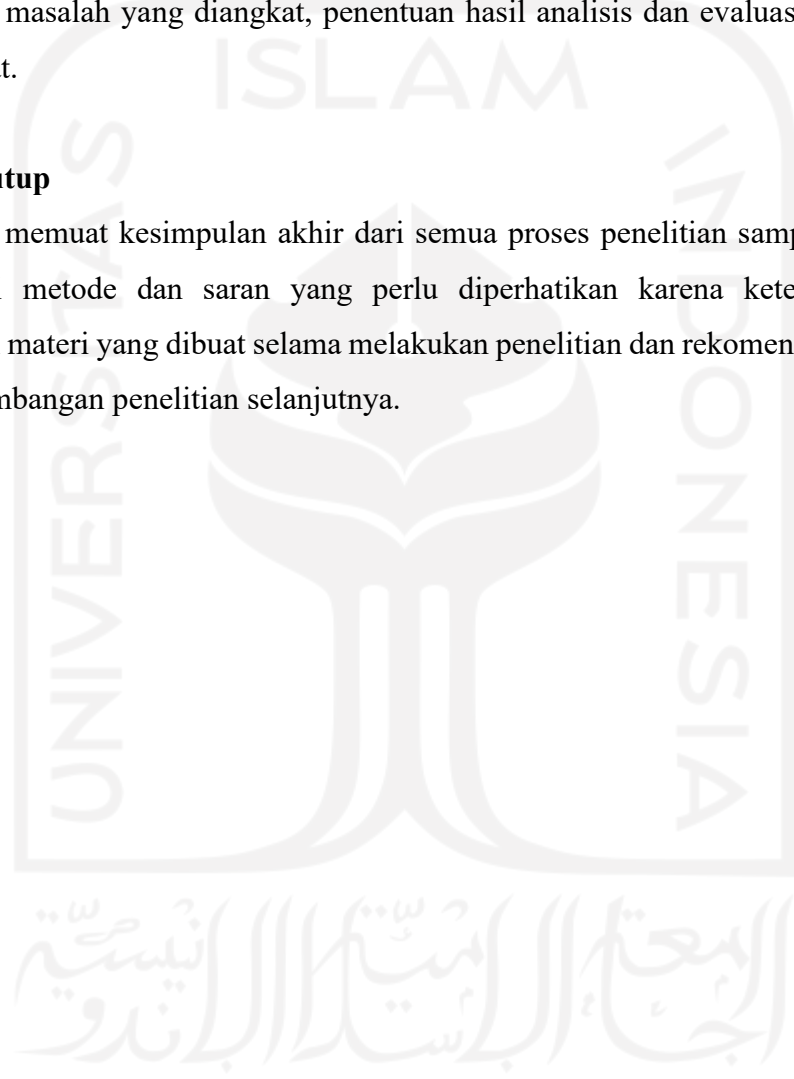 masalah yang diangkat, penentuan hasil analisis dan evaluas
t.
ISLAM
UNIVERSITAS
INDONESIA
tup
memuat kesimpulan akhir dari semua proses penelitian samp
metode dan saran yang perlu diperhatikan karena kete
materi yang dibuat selama melakukan penelitian dan rekomen
mbangan penelitian selanjutnya.